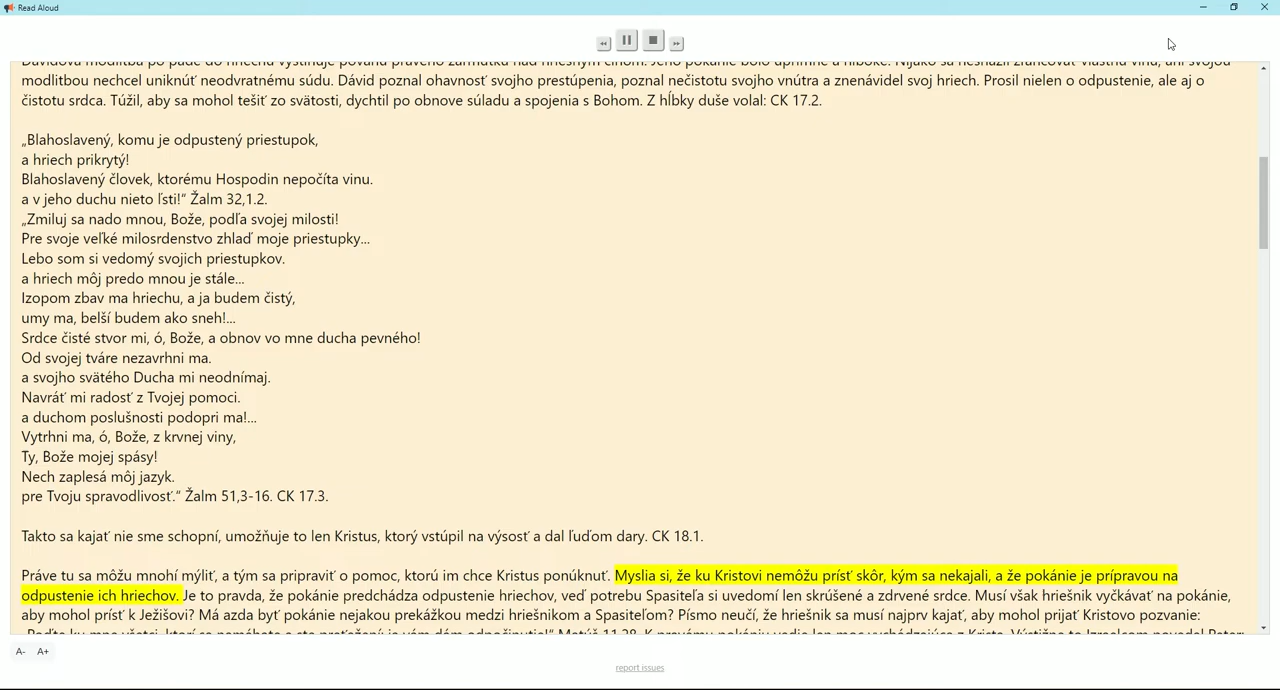 Read Aloud
Dávidova modlitba po páde do hriechu vystihuje povahu pravého zármutku nad hriešnym činom. Jeho pokánie bolo úprimné a hlboké. Nijako sa nesnažil zľahčovať vlastnú vinu, ani svojou
modlitbou nechcel uniknúť neodvratnému súdu. Dávid poznal ohavnosť svojho prestúpenia, poznal nečistotu svojho vnútra a znenávidel svoj hriech. Prosil nielen o odpustenie, ale aj o
čistotu srdca. Túžil, aby sa mohol tešiť zo svätosti, dychtil po obnove súladu a spojenia s Bohom. Z hĺbky duše volal: CK 17.2.
„Blahoslavený, komu je odpustený priestupok,
a hriech prikrytý!
Blahoslavený človek, ktorému Hospodin nepočíta vinu.
a v jeho duchu nieto ľsti!“ Žalm 32,1.2.
„Zmiluj sa nado mnou, Bože, podľa svojej milosti!
Pre svoje veľké milosrdenstvo zhlaď moje priestupky...
Lebo som si vedomý svojich priestupkov.
a hriech môj predo mnou je stále...
Izopom zbav ma hriechu, a ja budem čistý,
umy ma, belší budem ako sneh!...
Srdce čisté stvor mi, ó, Bože, a obnov vo mne ducha pevného!
Od svojej tváre nezavrhni ma.
a svojho svätého Ducha mi neodnímaj.
Navráť mi radosť z Tvojej pomoci.
a duchom poslušnosti podopri ma!...
Vytrhni ma, ó, Bože, z krvnej viny,
Ty, Bože mojej spásy!
Nech zaplesá môj jazyk.
pre Tvoju spravodlivosť.“ Žalm 51,3-16. CK 17.3.
Takto sa kajať nie sme schopní, umožňuje to len Kristus, ktorý vstúpil na výsosť a dal ľuďom dary. CK 18.1.
Práve tu sa môžu mnohí mýliť, a tým sa pripraviť o pomoc, ktorú im chce Kristus ponúknuť. Myslia si, že ku Kristovi nemôžu prísť skôr, kým sa nekajali, a že pokánie je prípravou na
odpustenie ich hriechov. Je to pravda, že pokánie predchádza odpustenie hriechov, veď potrebu Spasiteľa si uvedomí len skrúšené a zdrvené srdce. Musí však hriešnik vyčkávať na pokánie,
aby mohol prísť k Ježišovi? Má azda byť pokánie nejakou prekážkou medzi hriešnikom a Spasiteľom? Písmo neučí, že hriešnik sa musí najprv kajať, aby mohol prijať Kristovo pozvanie:
A- A+
report issues